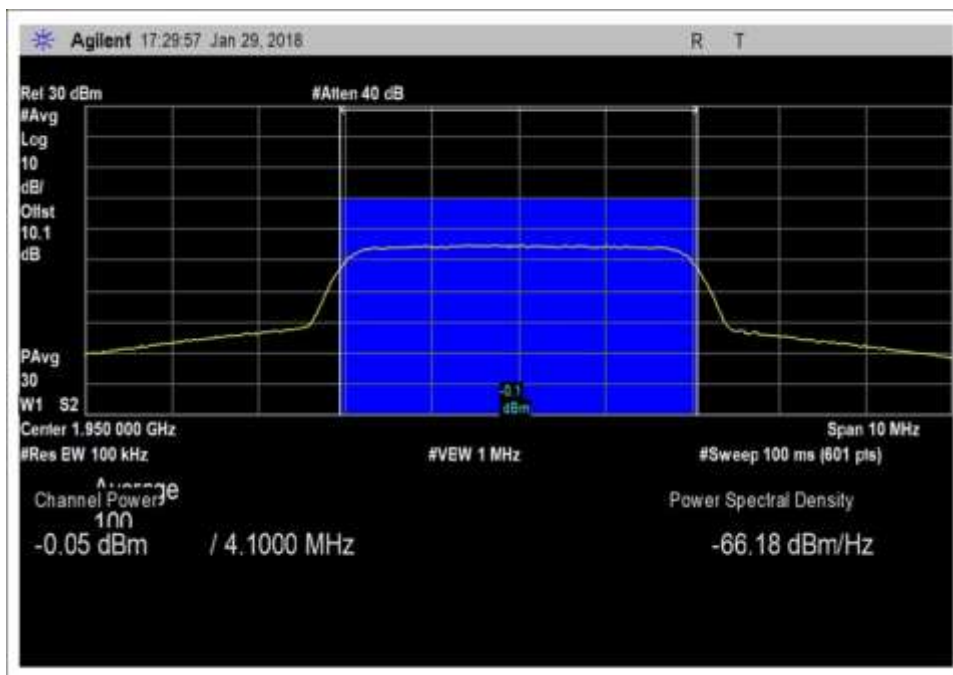 Agilent 17:29:57 Jan 29, 2018 R T
Ref 30 dBm #Atten 40 dB
#Avg
Log
10
dB/
Offst
10.1
dB
PAvg
30
W1 S2
-0.1
dBm
Center 1.950 000 GHz Span 10 MHz
#Res BW 100 kHz #VBW 1 MHz #Sweep 100 ms (601 pts)
Average
Channel Power Power Spectral Density
100
-0.05 dBm / 4.1000 MHz -66.18 dBm/Hz